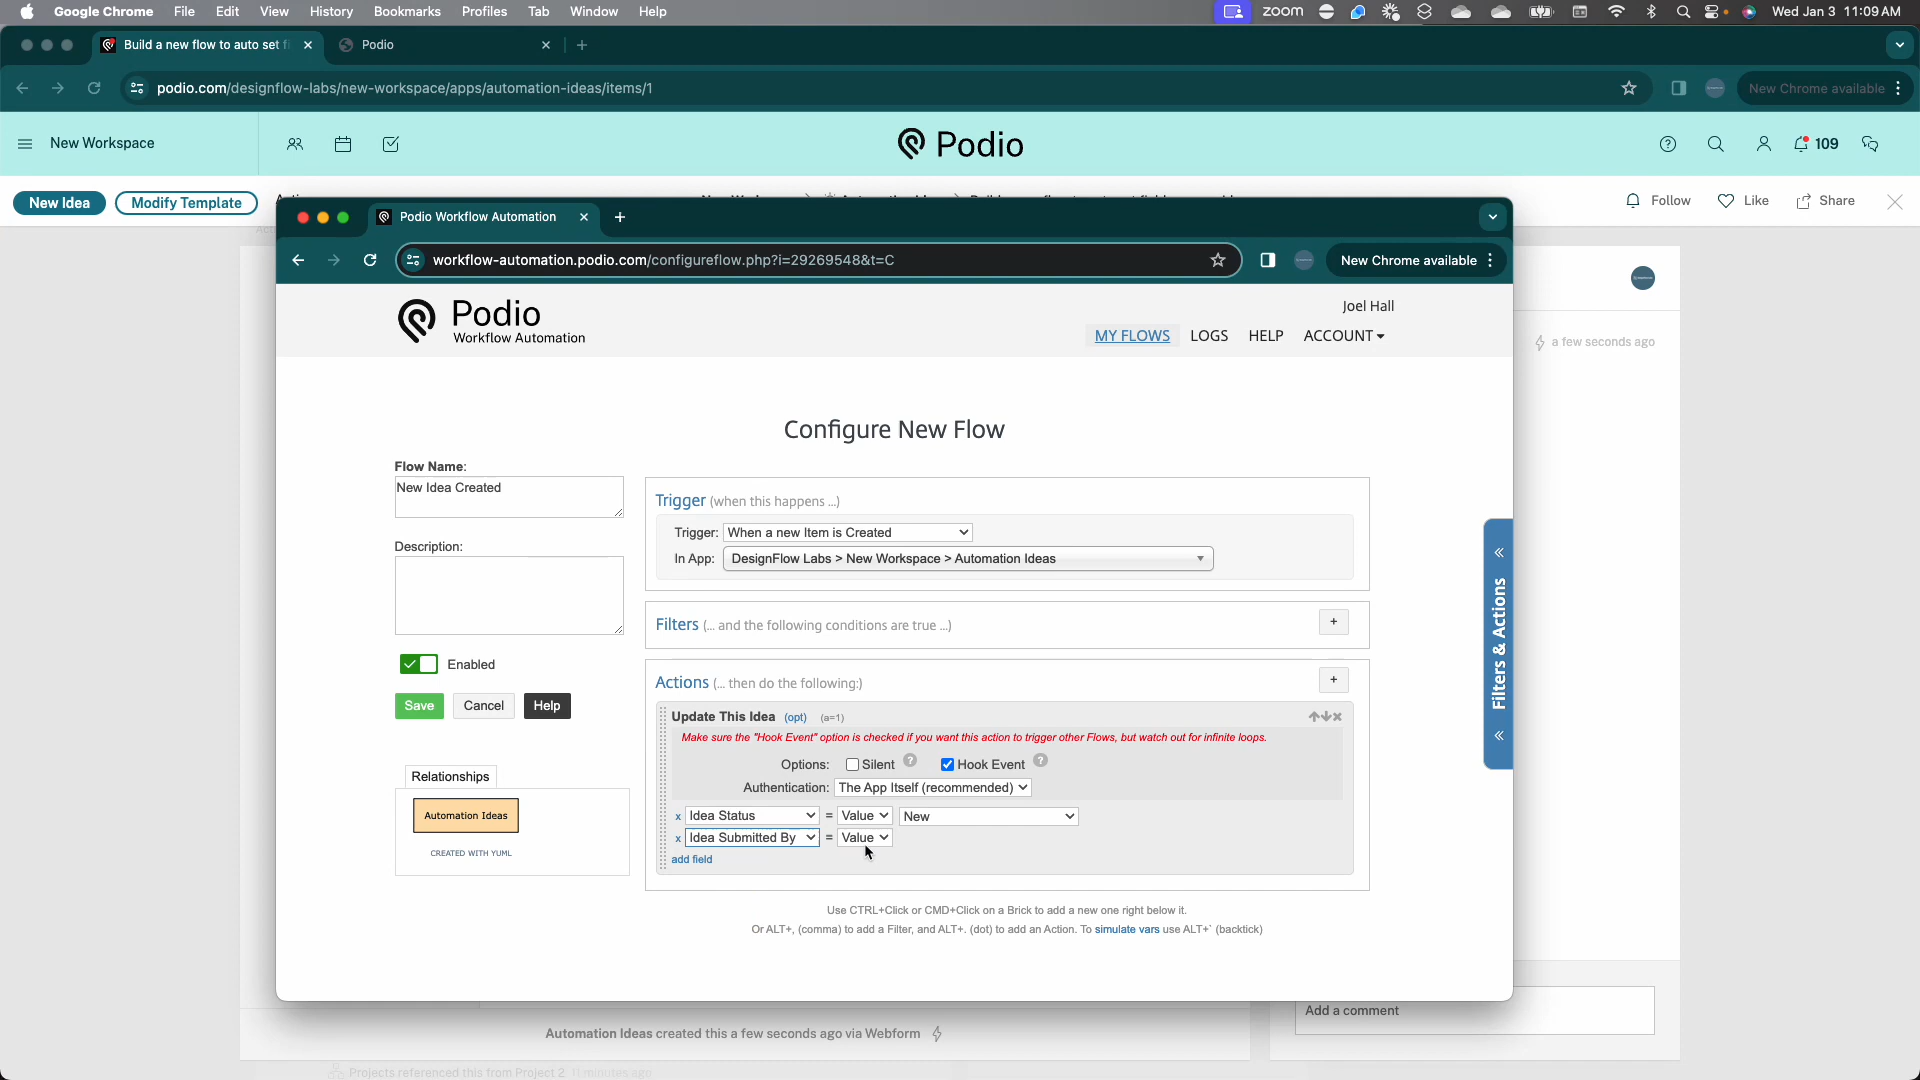 Google Chrome File Edit View History Bookmarks Profiles Tab Window Help zoom Wed Jan 3 11:09 AM
Build a new flow to auto set fi Podio
podio.com/designflow-labs/new-workspace/apps/automation-ideas/items/1 New Chrome available
New Workspace Podio 109
New Idea Modify Template Follow Like Share
Podio Workflow Automation
workflow-automation.podio.com/configureflow.php?i=29269548&t=C New Chrome available
Podio
Workflow Automation
Joel Hall
MY FLOWS LOGS HELP ACCOUNT
a few seconds ago
Configure New Flow
Flow Name:
New Idea Created
Description:
Enabled
Save Cancel Help
Relationships
Automation Ideas
CREATED WITH YUML
Trigger (when this happens ...)
Trigger: When a new Item is Created
In App: DesignFlow Labs > New Workspace > Automation Ideas
Filters (... and the following conditions are true ...) +
Actions (... then do the following:) +
Update This Idea (opt) (a=1)
Make sure the "Hook Event" option is checked if you want this action to trigger other Flows, but watch out for infinite loops.
Options: Silent ? Hook Event ?
Authentication: The App Itself (recommended)
x Idea Status = Value New
x Idea Submitted By = Value
add field
Use CTRL+Click or CMD+Click on a Brick to add a new one right below it.
Or ALT+, (comma) to add a Filter, and ALT+. (dot) to add an Action. To simulate vars use ALT+` (backtick)
Filters & Actions
Add a comment
Automation Ideas created this a few seconds ago via Webform
Projects referenced this from Project 2 11 minutes ago